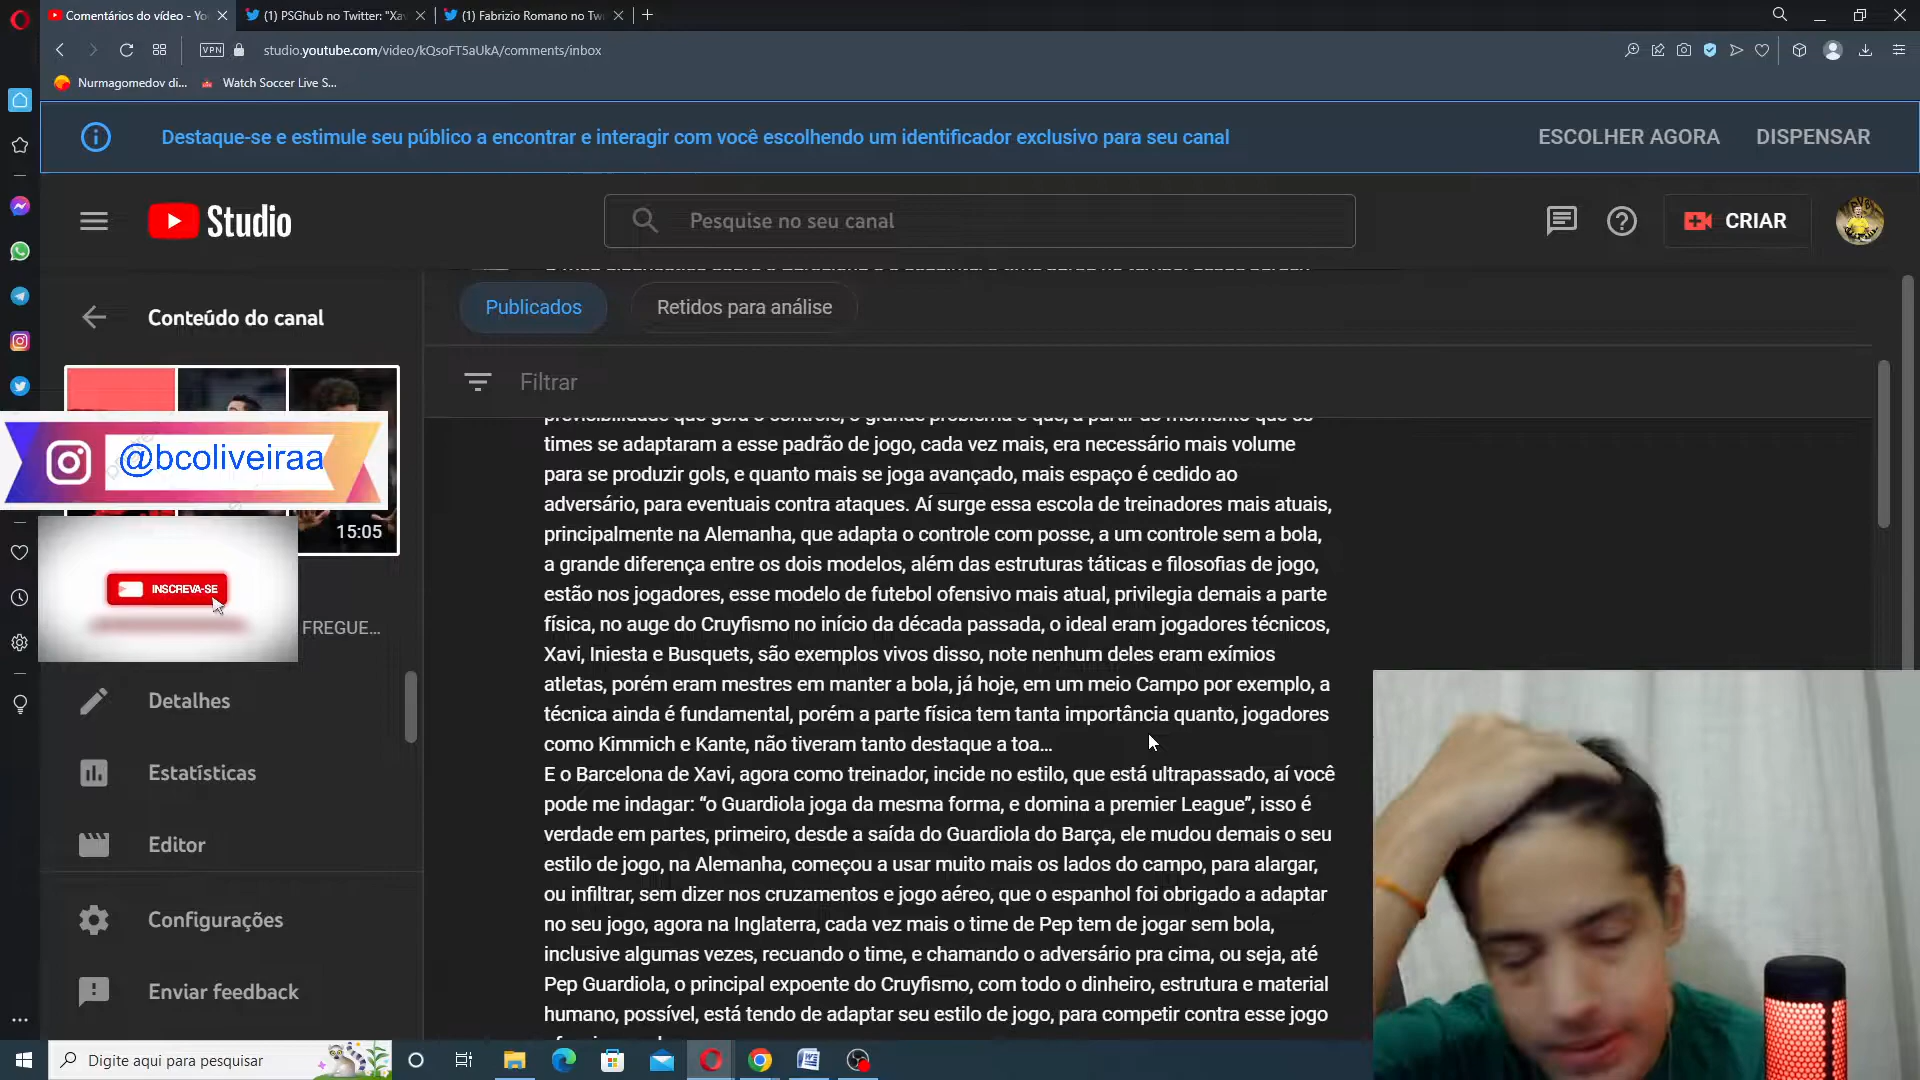 Comentários do vídeo - Yo
(1) PSGhub no Twitter: "Xa
(1) Fabrizio Romano no Tw
VPN
studio.youtube.com/video/kQsoFT5aUkA/comments/inbox
Nurmagomedov di...
Watch Soccer Live S...
Destaque-se e estimule seu público a encontrar e interagir com você escolhendo um identificador exclusivo para seu canal
ESCOLHER AGORA
DISPENSAR
Studio
Pesquise no seu canal
CRIAR
Conteúdo do canal
Publicados
Retidos para análise
Filtrar
@bcoliveiraa
15:05
INSCREVA-SE
FREGUE...
Detalhes
Estatísticas
Editor
Configurações
Enviar feedback
previcibilidade que gera o controle, o grande problema é que, a partir do momento que os
times se adaptaram a esse padrão de jogo, cada vez mais, era necessário mais volume
para se produzir gols, e quanto mais se joga avançado, mais espaço é cedido ao
adversário, para eventuais contra ataques. Aí surge essa escola de treinadores mais atuais,
principalmente na Alemanha, que adapta o controle com posse, a um controle sem a bola,
a grande diferença entre os dois modelos, além das estruturas táticas e filosofias de jogo,
estão nos jogadores, esse modelo de futebol ofensivo mais atual, privilegia demais a parte
física, no auge do Cruyfismo no início da década passada, o ideal eram jogadores técnicos,
Xavi, Iniesta e Busquets, são exemplos vivos disso, note nenhum deles eram exímios
atletas, porém eram mestres em manter a bola, já hoje, em um meio Campo por exemplo, a
técnica ainda é fundamental, porém a parte física tem tanta importância quanto, jogadores
como Kimmich e Kante, não tiveram tanto destaque a toa...
E o Barcelona de Xavi, agora como treinador, incide no estilo, que está ultrapassado, aí você
pode me indagar: “o Guardiola joga da mesma forma, e domina a premier League”, isso é
verdade em partes, primeiro, desde a saída do Guardiola do Barça, ele mudou demais o seu
estilo de jogo, na Alemanha, começou a usar muito mais os lados do campo, para alargar,
ou infiltrar, sem dizer nos cruzamentos e jogo aéreo, que o espanhol foi obrigado a adaptar
no seu jogo, agora na Inglaterra, cada vez mais o time de Pep tem de jogar sem bola,
inclusive algumas vezes, recuando o time, e chamando o adversário pra cima, ou seja, até
Pep Guardiola, o principal expoente do Cruyfismo, com todo o dinheiro, estrutura e material
humano, possível, está tendo de adaptar seu estilo de jogo, para competir contra esse jogo
Digite aqui para pesquisar